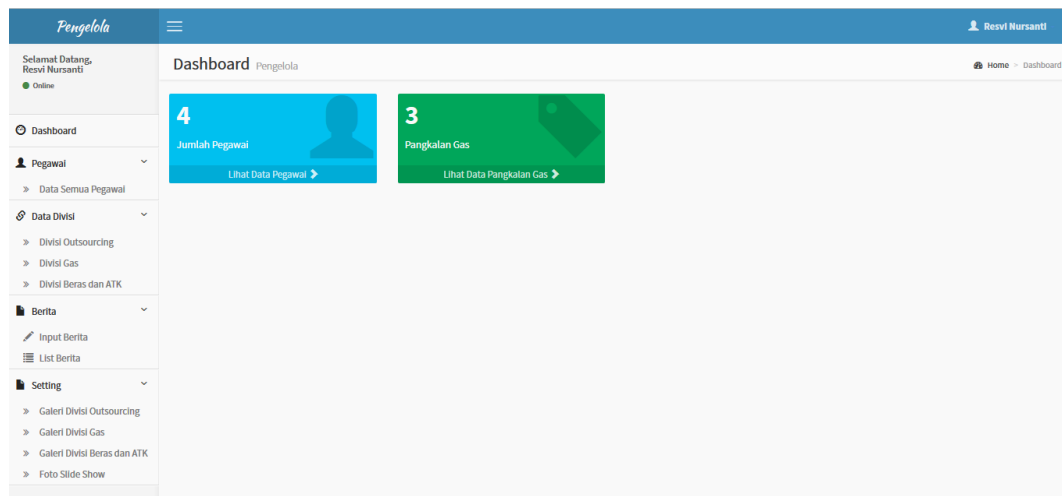 Pengelola
Resvi Nursanti
Selamat Datang,
Resvi Nursanti
Online
Dashboard
Pegawai
Data Semua Pegawai
Data Divisi
Divisi Outsourcing
Divisi Gas
Divisi Beras dan ATK
Berita
Input Berita
List Berita
Setting
Galeri Divisi Outsourcing
Galeri Divisi Gas
Galeri Divisi Beras dan ATK
Foto Slide Show
Dashboard Pengelola
Home > Dashboard
4
Jumlah Pegawai
Lihat Data Pegawai
3
Pangkalan Gas
Lihat Data Pangkalan Gas